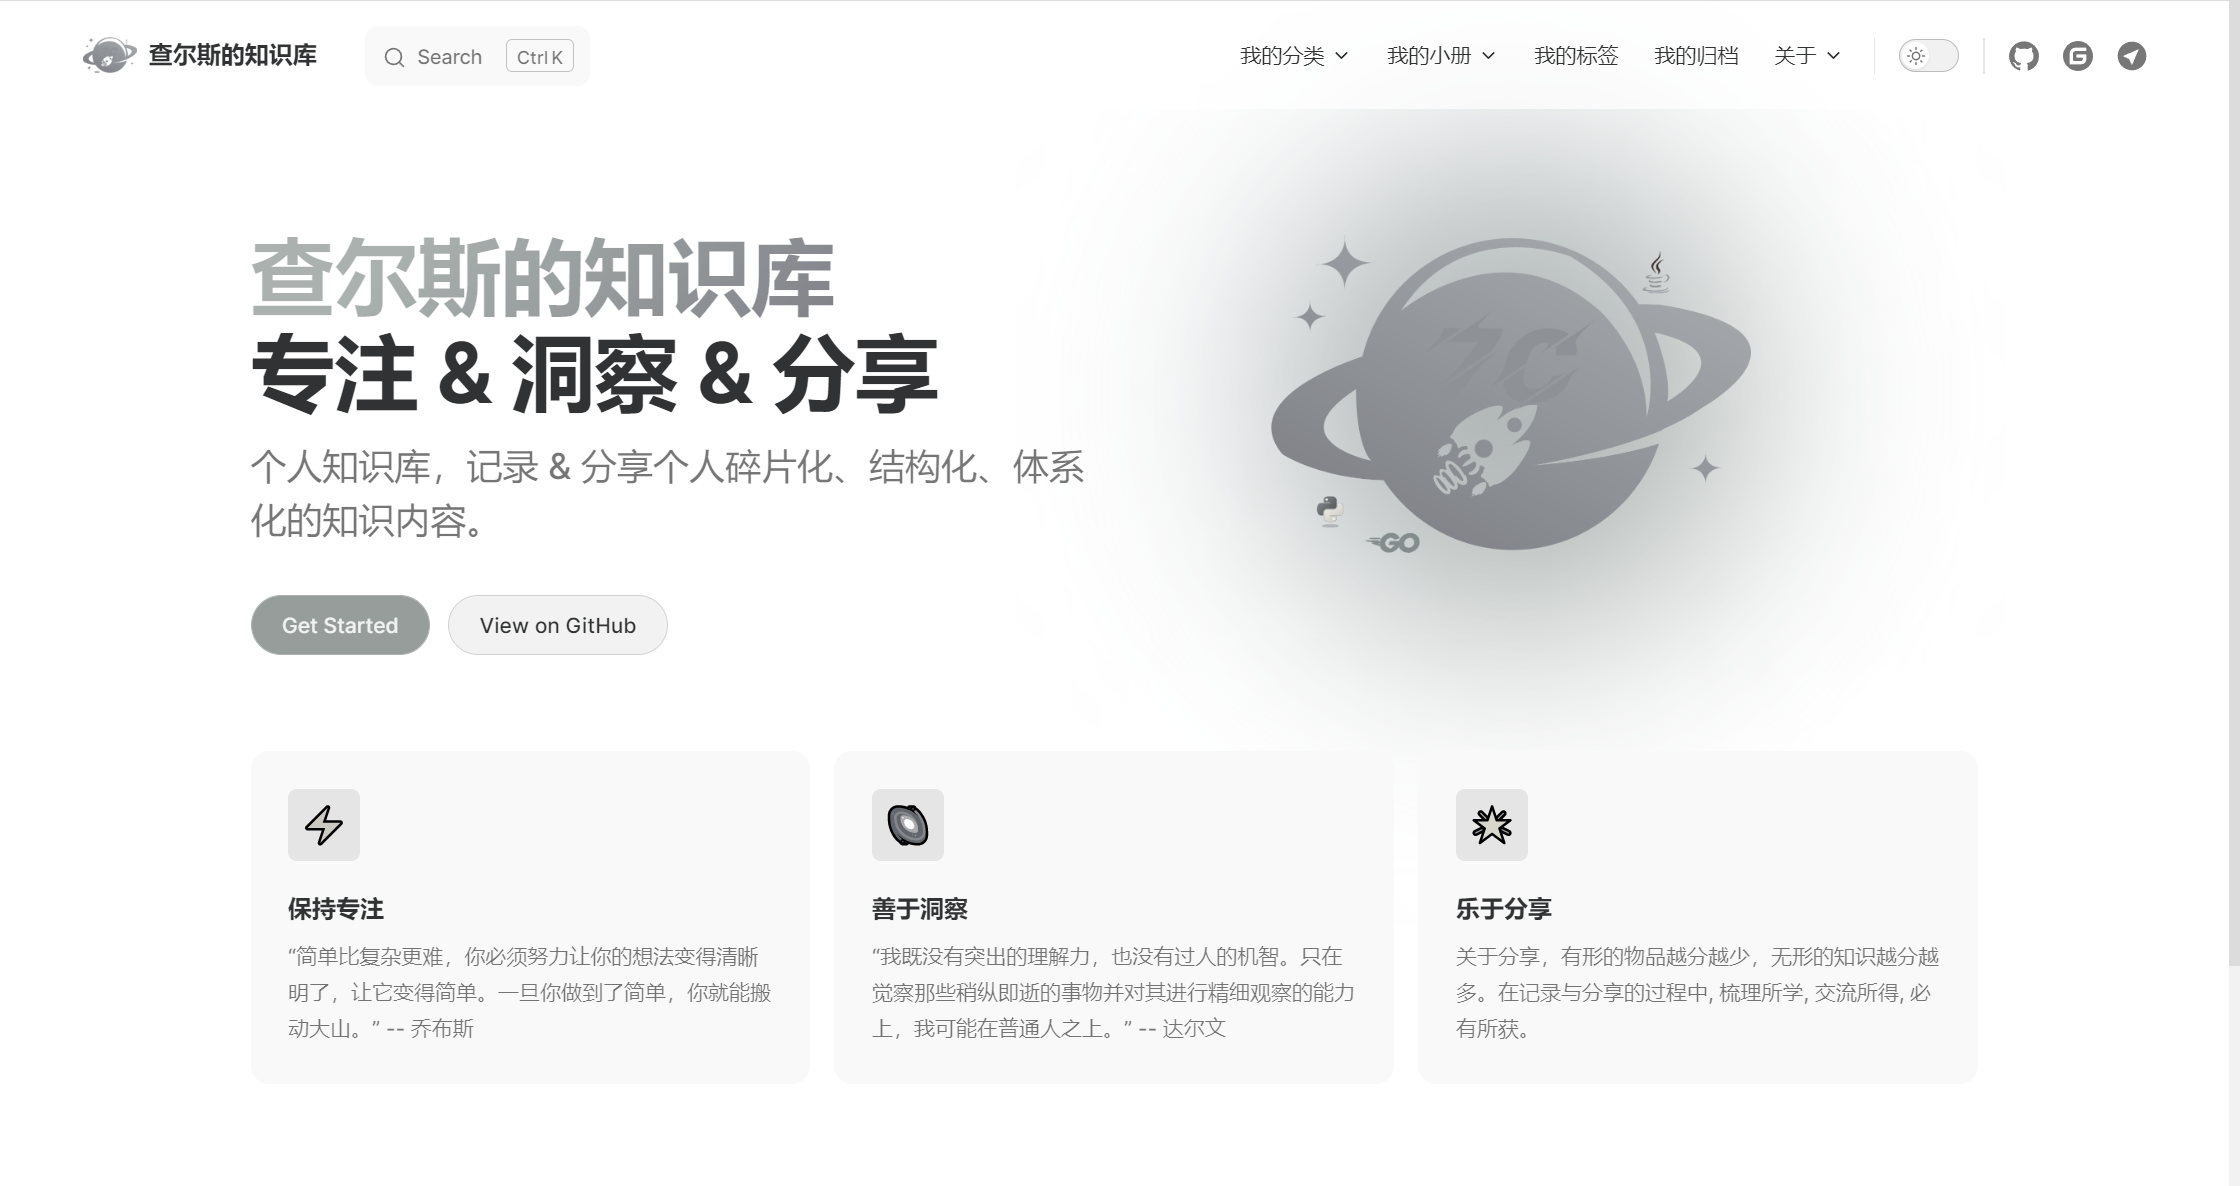 查尔斯的知识库
Search Ctrl K
我的分类 我的小册 我的标签 我的归档 关于
查尔斯的知识库
专注 & 洞察 & 分享
个人知识库，记录 & 分享个人碎片化、结构化、体系
化的知识内容。
Get Started
View on GitHub
7C
GO
保持专注
“简单比复杂更难，你必须努力让你的想法变得清晰
明了，让它变得简单。一旦你做到了简单，你就能搬
动大山。” -- 乔布斯
善于洞察
“我既没有突出的理解力，也没有过人的机智。只在
觉察那些稍纵即逝的事物并对其进行精细观察的能力
上，我可能在普通人之上。” -- 达尔文
乐于分享
关于分享，有形的物品越分越少，无形的知识越分越
多。在记录与分享的过程中, 梳理所学, 交流所得, 必
有所获。